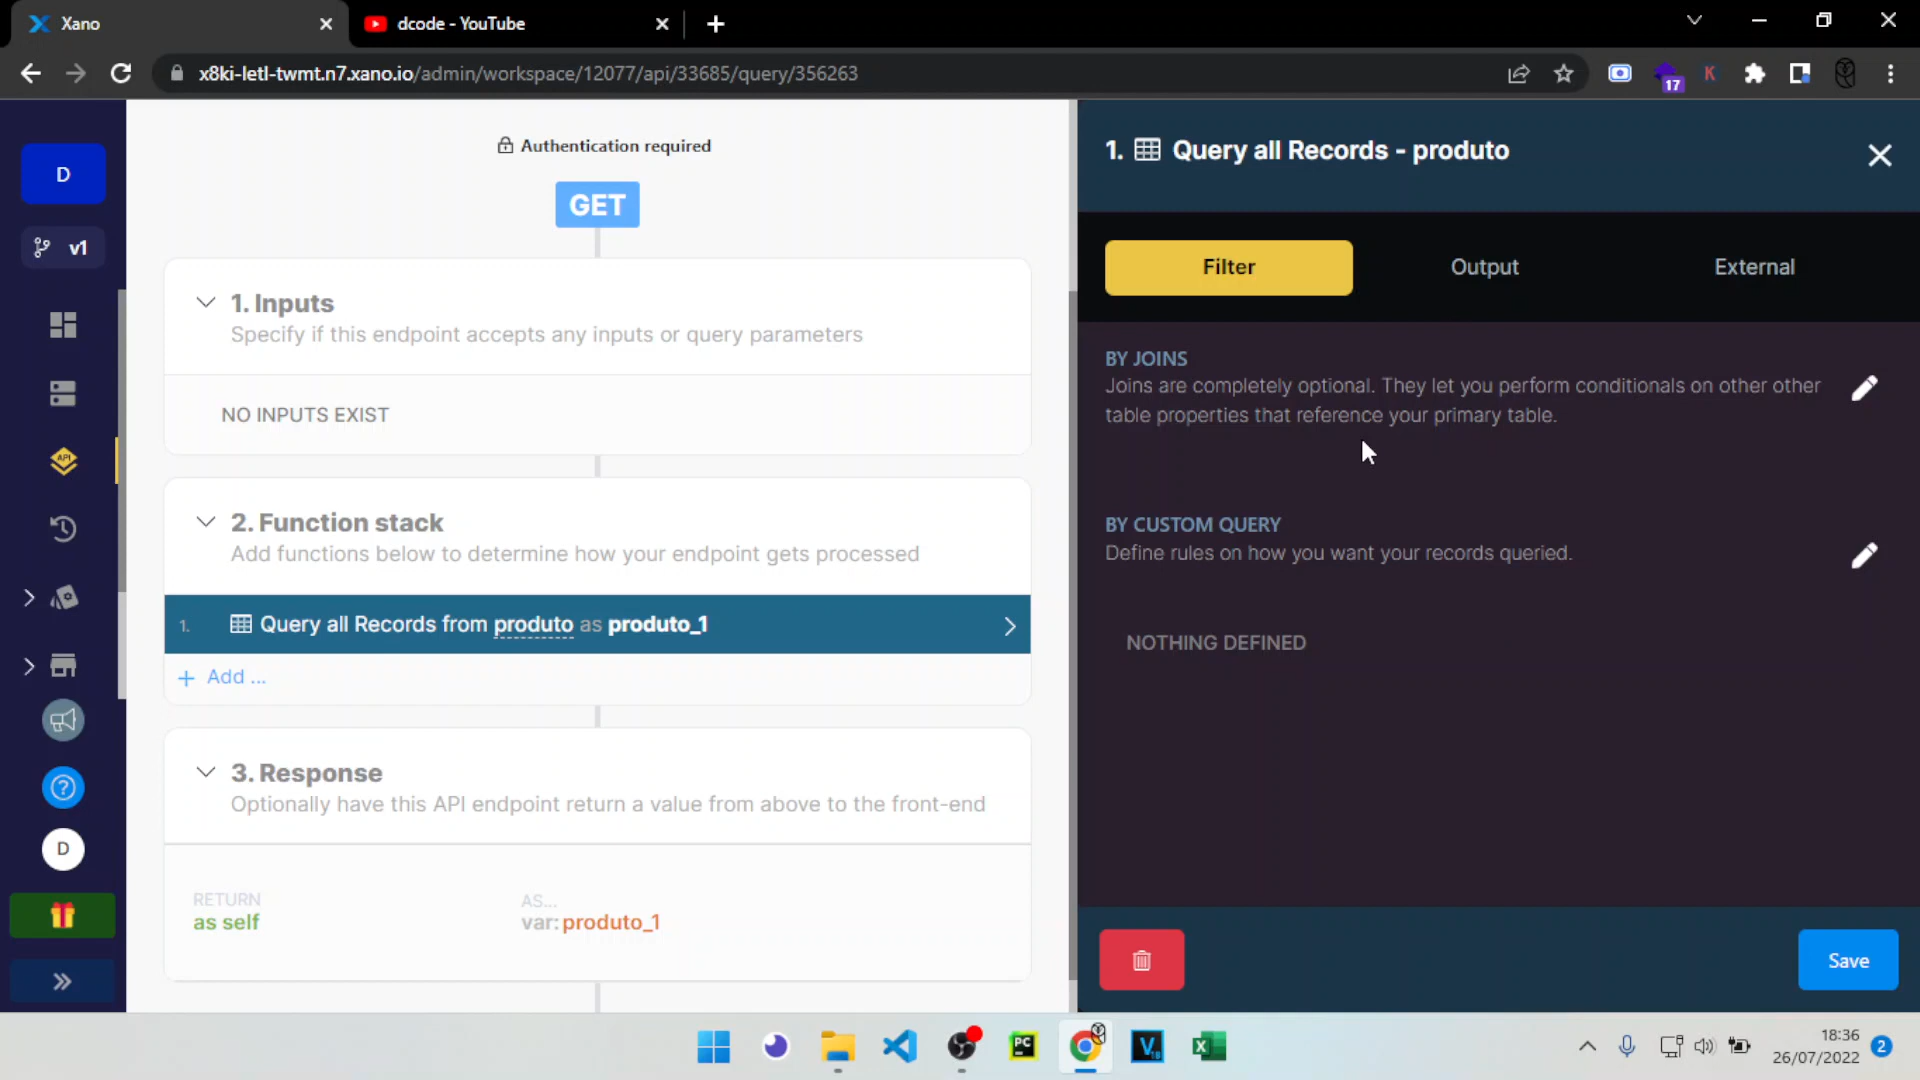 Xano
dcode - YouTube
x8ki-letl-twmt.n7.xano.io/admin/workspace/12077/api/33685/query/356263
K
17
D
v1
API
D
Authentication required
GET
1. Inputs
Specify if this endpoint accepts any inputs or query parameters
NO INPUTS EXIST
2. Function stack
Add functions below to determine how your endpoint gets processed
1. Query all Records from produto as produto_1
+ Add ...
3. Response
Optionally have this API endpoint return a value from above to the front-end
RETURN AS...
as self var: produto_1
1. Query all Records - produto
Filter Output External
BY JOINS
Joins are completely optional. They let you perform conditionals on other other
table properties that reference your primary table.
BY CUSTOM QUERY
Define rules on how you want your records queried.
NOTHING DEFINED
Save
PC
V
18
X
18:36
26/07/2022
2